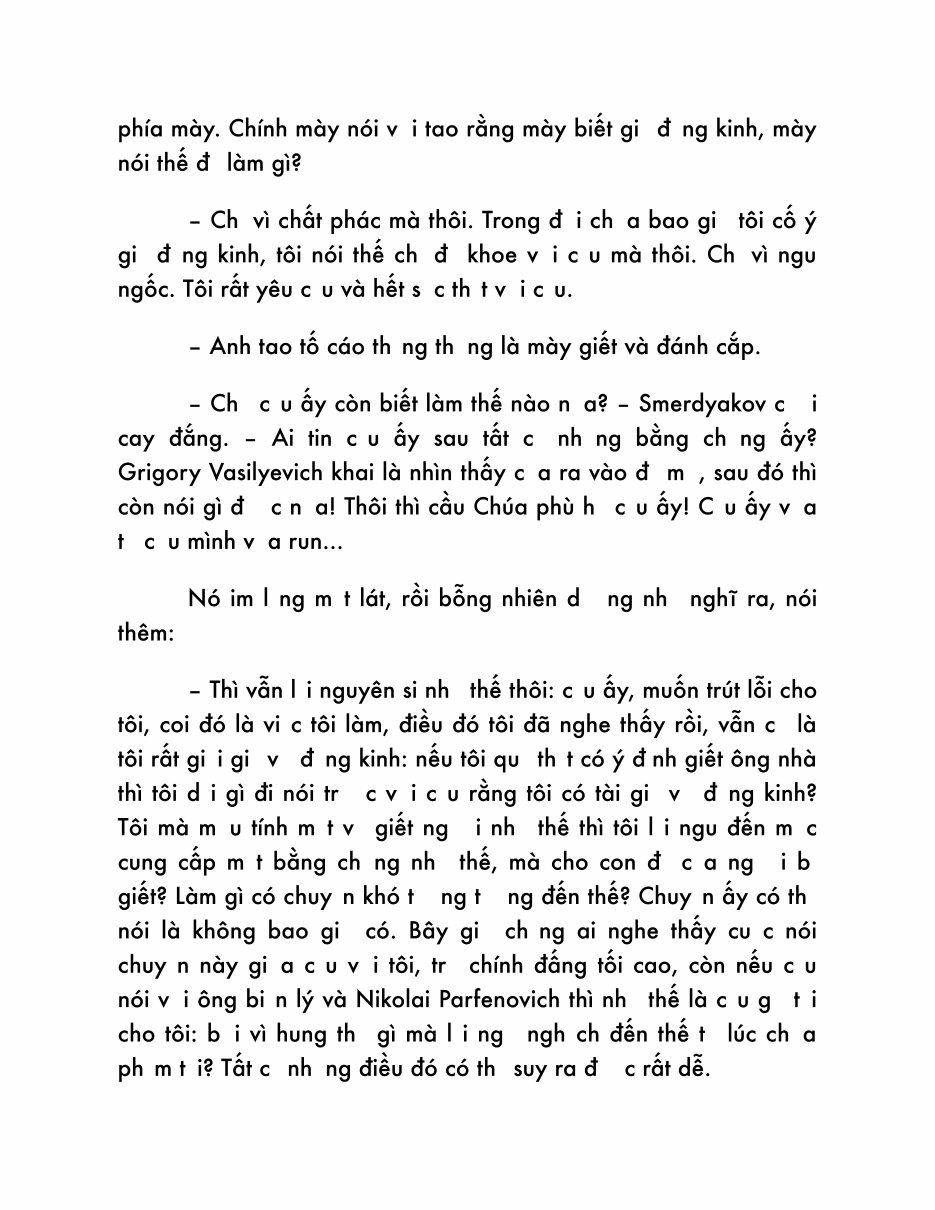 phía mày. Chính mày nói v i tao rằng mày biết gi đ ng kinh, mày
nói thế đ làm gì?
– Ch vì chất phác mà thôi. Trong đ i ch a bao gi tôi cố ý
gi đ ng kinh, tôi nói thế ch đ khoe v i c u mà thôi. Ch vì ngu
ngốc. Tôi rất yêu c u và hết s c th t v i c u.
– Anh tao tố cáo th ng th ng là mày giết và đánh cắp.
– Ch c u ấy còn biết làm thế nào n a? – Smerdyakov c i
cay đắng. – Ai tin c u ấy sau tất c nh ng bằng ch ng ấy?
Grigory Vasilyevich khai là nhìn thấy c a ra vào đ m , sau đó thì
còn nói gì đ c n a! Thôi thì cầu Chúa phù h c u ấy! C u ấy v a
t c u mình v a run...
Nó im l ng m t lát, rồi bỗng nhiên d ng nh nghĩ ra, nói
thêm:
– Thì vẫn l i nguyên si nh thế thôi: c u ấy, muốn trút lỗi cho
tôi, coi đó là vi c tôi làm, điều đó tôi đã nghe thấy rồi, vẫn c là
tôi rất gi i gi v đ ng kinh: nếu tôi qu th t có ý đ nh giết ông nhà
thì tôi d i gì đi nói tr c v i c u rằng tôi có tài gi v đ ng kinh?
Tôi mà m u tính m t v giết ng i nh thế thì tôi l i ngu đến m c
cung cấp m t bằng ch ng nh thế, mà cho con đ c a ng i b
giết? Làm gì có chuy n khó t ng t ng đến thế? Chuy n ấy có th
nói là không bao gi có. Bây gi ch ng ai nghe thấy cu c nói
chuy n này gi a c u v i tôi, tr chính đấng tối cao, còn nếu c u
nói v i ông bi n lý và Nikolai Parfenovich thì nh thế là c u g t i
cho tôi: b i vì hung th gì mà l i ng ngh ch đến thế t lúc ch a
ph m t i? Tất c nh ng điều đó có th suy ra đ c rất dễ.